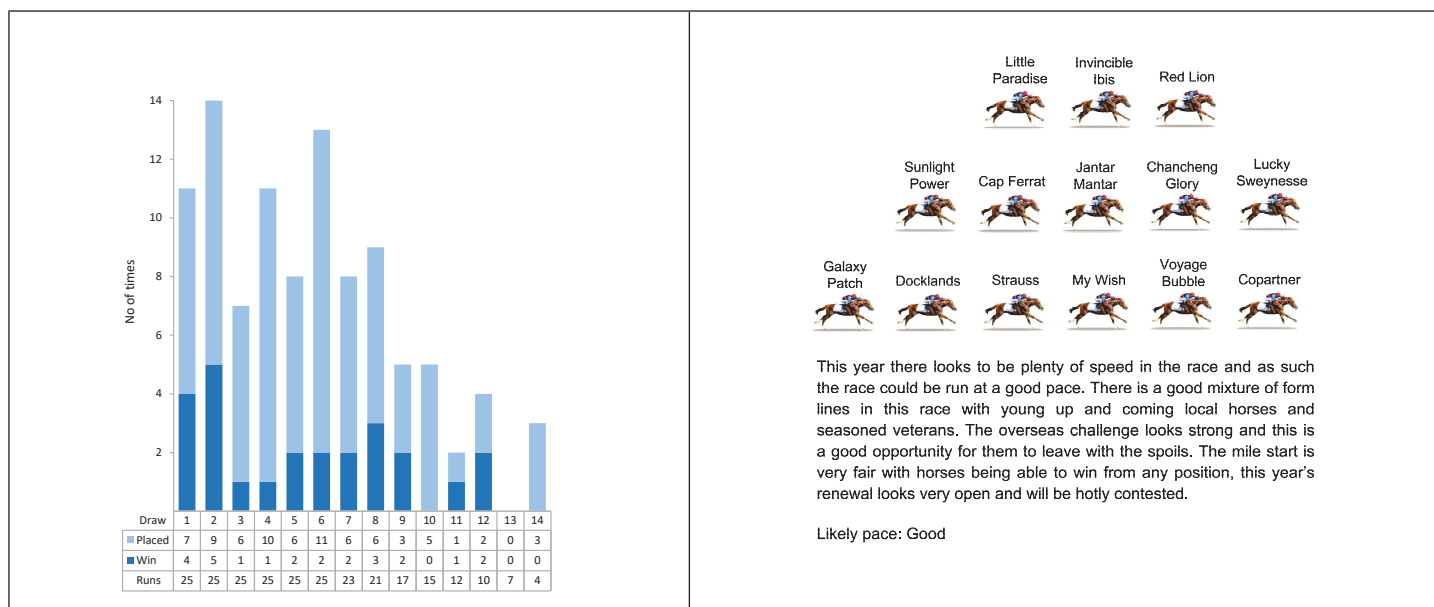 14
12
10
8
6
4
2
No of times
Draw 1 2 3 4 5 6 7 8 9 10 11 12 13 14
Placed 7 9 6 10 6 11 6 6 3 5 1 2 0 3
Win 4 5 1 1 2 2 2 3 2 0 1 2 0 0
Runs 25 25 25 25 25 25 23 21 17 15 12 10 7 4
Little
Paradise
Invincible
Ibis
Red Lion
Sunlight
Power
Cap Ferrat
Jantar
Mantar
Chancheng
Glory
Lucky
Sweynesse
Galaxy
Patch
Docklands
Strauss
My Wish
Voyage
Bubble
Copartner
This year there looks to be plenty of speed in the race and as such
the race could be run at a good pace. There is a good mixture of form
lines in this race with young up and coming local horses and
seasoned veterans. The overseas challenge looks strong and this is
a good opportunity for them to leave with the spoils. The mile start is
very fair with horses being able to win from any position, this year's
renewal looks very open and will be hotly contested.
Likely pace: Good